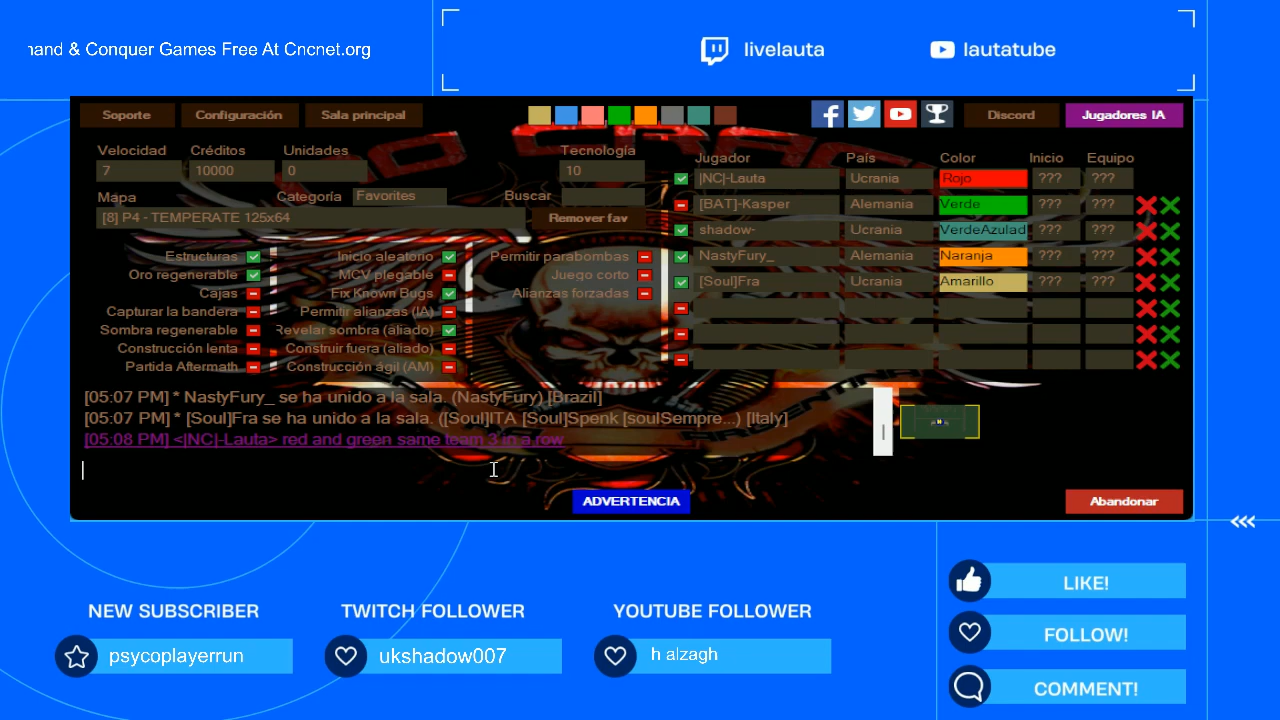 hand & Conquer Games Free At Cncnet.org
livelauta
lautatube
Soporte
Configuración
Sala principal
Discord
Jugadores IA
Velocidad
Créditos
Unidades
Tecnología
7
10000
0
10
Mapa
Categoría
Favorites
Buscar
[8] P4 - TEMPERATE 125x64
Remover fav
Estructuras
Inicio aleatorio
Permitir parabombas
Oro regenerable
MCV plegable
Juego corto
Cajas
Fix Known Bugs
Alianzas forzadas
Capturar la bandera
Permitir alianzas (IA)
Sombra regenerable
Revelar sombra (aliado)
Construcción lenta
Construir fuera (aliado)
Partida Aftermath
Construcción ágil (AM)
Jugador País Color Inicio Equipo
|NC|-Lauta Ucrania Rojo ??? ???
[BAT]-Kasper Alemania Verde ??? ???
shadow- Ucrania VerdeAzulad ??? ???
NastyFury_ Alemania Naranja ??? ???
[Soul]Fra Ucrania Amarillo ??? ???
[05:07 PM] * NastyFury_ se ha unido a la sala. (NastyFury) [Brazil]
[05:07 PM] * [Soul]Fra se ha unido a la sala. ([Soul]ITA [Soul]Spenk [soulSempre...) [Italy]
[05:08 PM] <|NC|-Lauta> red and green same team 3 in a row
ADVERTENCIA
Abandonar
NEW SUBSCRIBER
psycoplayerrun
TWITCH FOLLOWER
ukshadow007
YOUTUBE FOLLOWER
h alzagh
LIKE!
FOLLOW!
COMMENT!